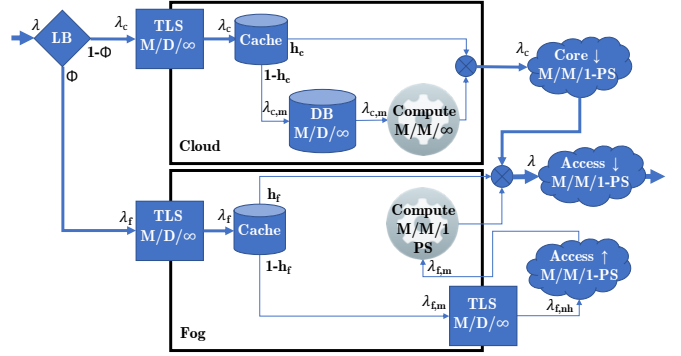 λ
LB
1-Φ
Φ
λc
TLS
M/D/∞
λc
Cache
hc
1-hc
λc,m
DB
M/D/∞
λc,m
Compute
M/M/∞
Cloud
λc
Core ↓
M/M/1-PS
λ
Access ↓
M/M/1-PS
λf
TLS
M/D/∞
λf
Cache
hf
1-hf
Compute
M/M/1
PS
λf,m
Access ↑
M/M/1-PS
λf,m
TLS
M/D/∞
λf,nh
Fog